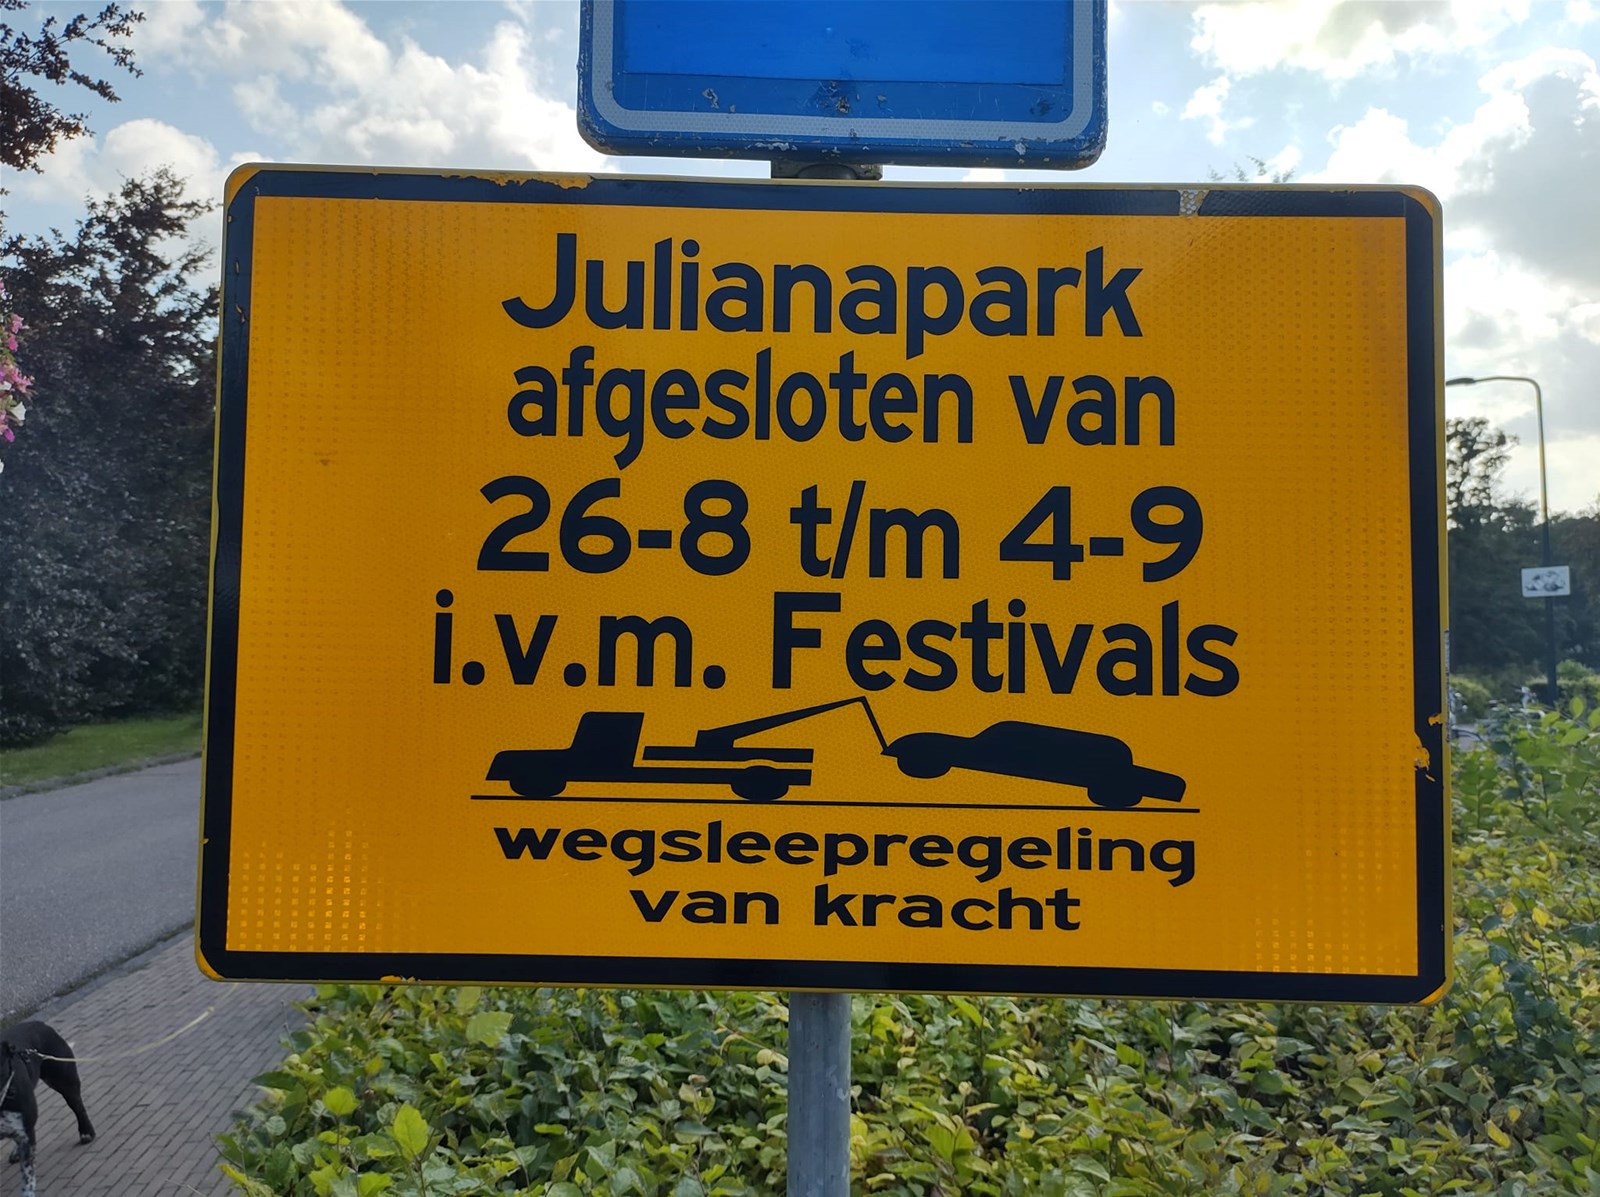 Julianapark
afgesloten van
26-8 t/m 4-9
i.v.m. Festivals
wegsleepregeling
van kracht